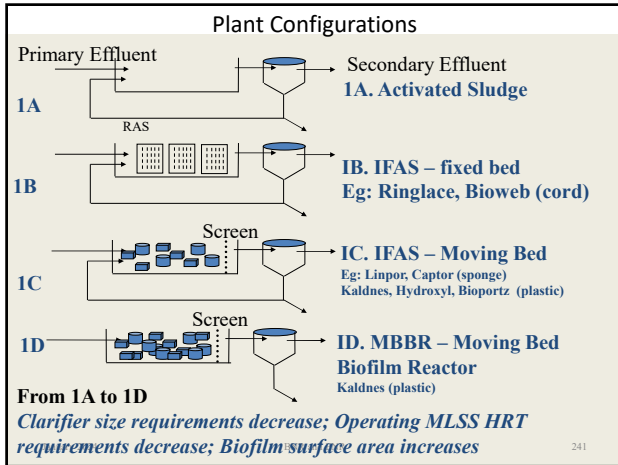 Plant Configurations
Primary Effluent
Secondary Effluent
1A
1A. Activated Sludge
RAS
1B
IB. IFAS – fixed bed
Eg: Ringlace, Bioweb (cord)
Screen
1C
IC. IFAS – Moving Bed
Eg: Linpor, Captor (sponge)
Kaldnes, Hydroxyl, Bioportz (plastic)
Screen
1D
ID. MBBR – Moving Bed
Biofilm Reactor
Kaldnes (plastic)
From 1A to 1D
Clarifier size requirements decrease; Operating MLSS HRT
requirements decrease; Biofilm surface area increases
241